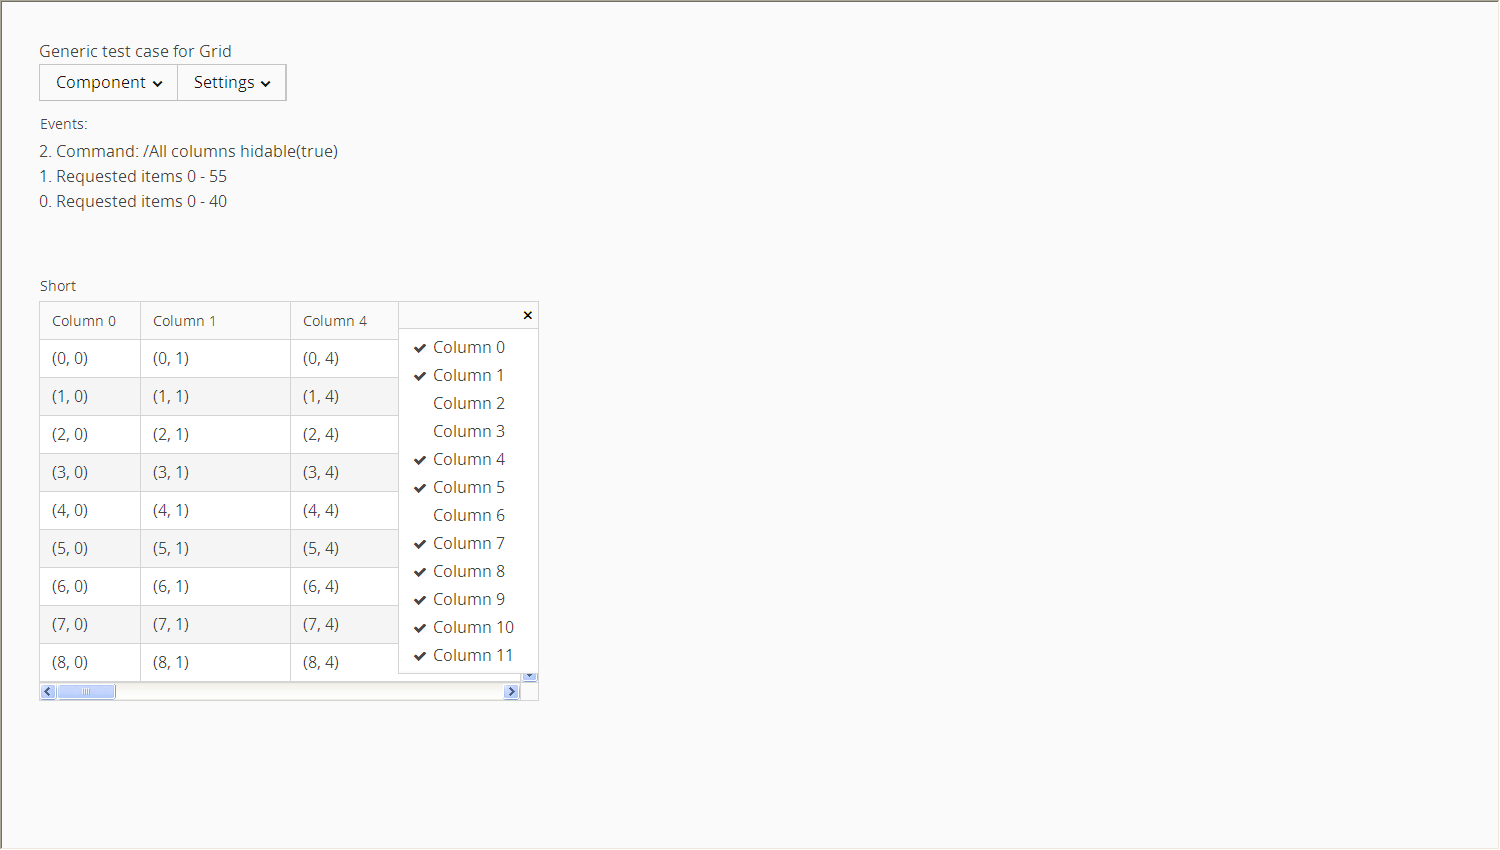 Generic test case for Grid
Component Settings
Events:
2. Command: /All columns hidable(true)
1. Requested items 0 - 55
0. Requested items 0 - 40
Short
Column 0 Column 1 Column 4
(0, 0) (0, 1) (0, 4)
(1, 0) (1, 1) (1, 4)
(2, 0) (2, 1) (2, 4)
(3, 0) (3, 1) (3, 4)
(4, 0) (4, 1) (4, 4)
(5, 0) (5, 1) (5, 4)
(6, 0) (6, 1) (6, 4)
(7, 0) (7, 1) (7, 4)
(8, 0) (8, 1) (8, 4)
Column 0
Column 1
Column 2
Column 3
Column 4
Column 5
Column 6
Column 7
Column 8
Column 9
Column 10
Column 11